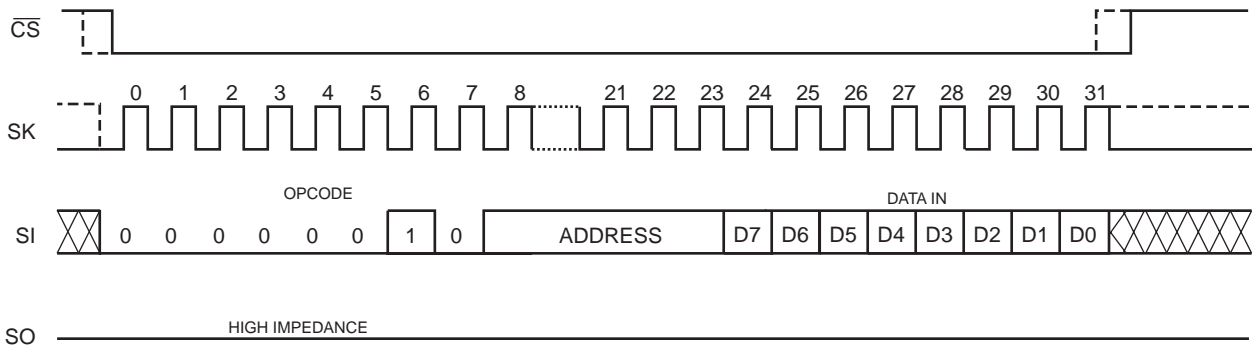 CS
0 1 2 3 4 5 6 7 8 21 22 23 24 25 26 27 28 29 30 31
SK
OPCODE DATA IN
SI 0 0 0 0 0 0 1 0 ADDRESS D7 D6 D5 D4 D3 D2 D1 D0
HIGH IMPEDANCE
SO